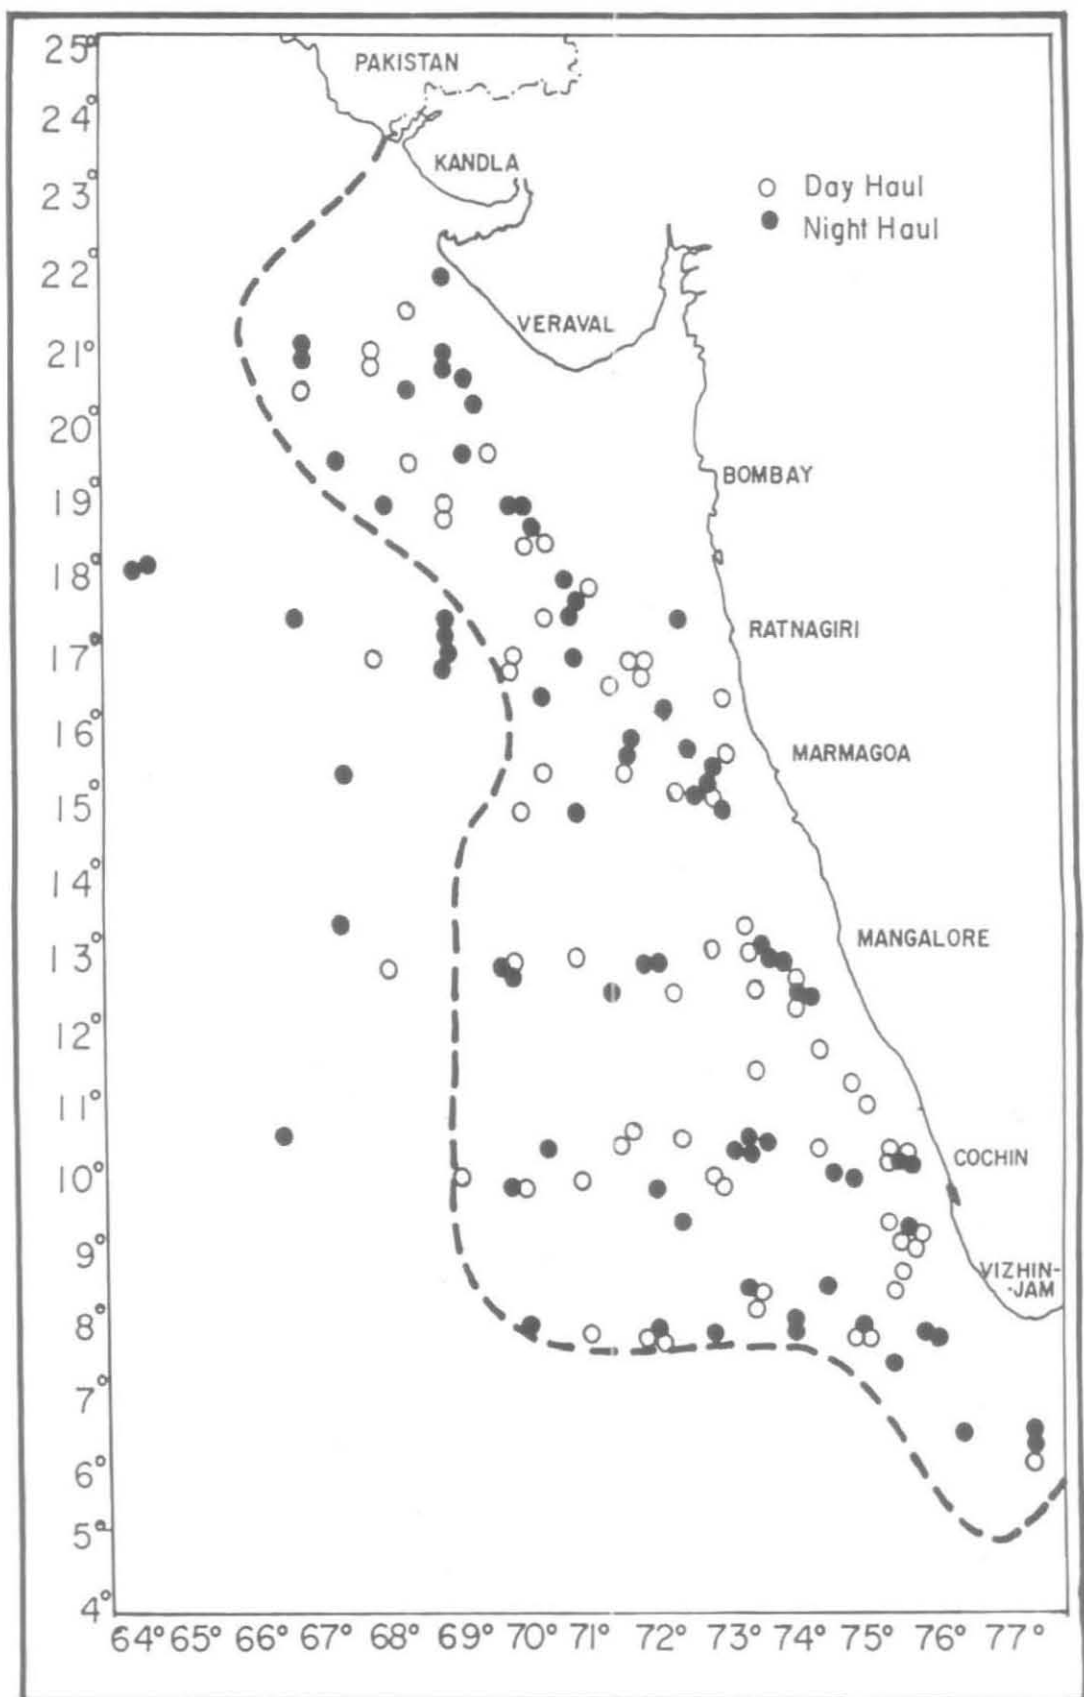 25°
PAKISTAN
24°
KANDLA
23°
Day Haul
Night Haul
22°
VERAVAL
21°
20°
BOMBAY
19°
18°
RATNAGIRI
17°
16°
MARMAGOA
15°
14°
MANGALORE
13°
12°
11°
COCHIN
10°
9°
VIZHIN-
-JAM
8°
7°
6°
5°
4°
64° 65° 66° 67° 68° 69° 70° 71° 72° 73° 74° 75° 76° 77°